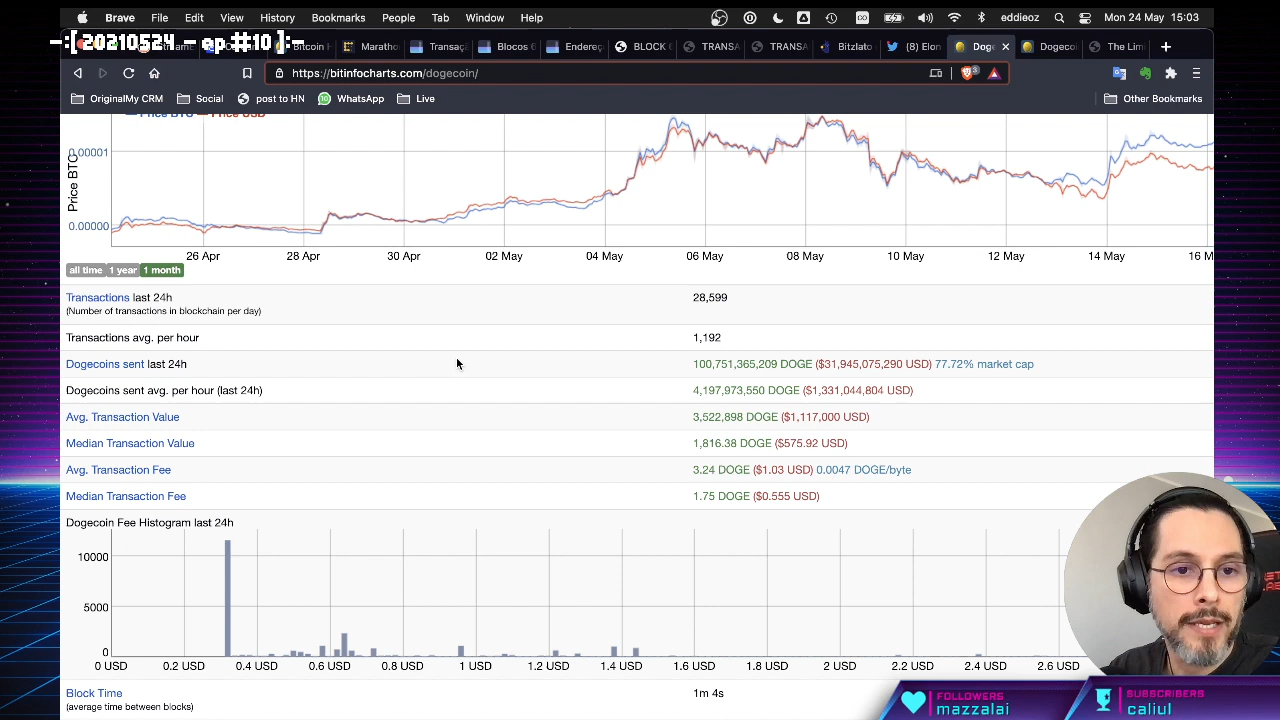 Brave File Edit View History Bookmarks People Tab Window Help eddieoz Mon 24 May 15:03
-:[ 20210524 - ep #10 ]:-
Bitcoin H Maratho Transaç Blocos 6 Endereç BLOCK TRANSA TRANSA Bitzlato (8) Elon Doge Dogecoi The Lim
https://bitinfocharts.com/dogecoin/
OriginalMy CRM Social post to HN WhatsApp Live Other Bookmarks
Price BTC Price USD
0.00001
Price BTC
0.00000
26 Apr 28 Apr 30 Apr 02 May 04 May 06 May 08 May 10 May 12 May 14 May 16 M
all time 1 year 1 month
Transactions last 24h 28,599
(Number of transactions in blockchain per day)
Transactions avg. per hour 1,192
Dogecoins sent last 24h 100,751,365,209 DOGE ($31,945,075,290 USD) 77.72% market cap
Dogecoins sent avg. per hour (last 24h) 4,197,973,550 DOGE ($1,331,044,804 USD)
Avg. Transaction Value 3,522,898 DOGE ($1,117,000 USD)
Median Transaction Value 1,816.38 DOGE ($575.92 USD)
Avg. Transaction Fee 3.24 DOGE ($1.03 USD) 0.0047 DOGE/byte
Median Transaction Fee 1.75 DOGE ($0.555 USD)
Dogecoin Fee Histogram last 24h
10000
5000
0
0 USD 0.2 USD 0.4 USD 0.6 USD 0.8 USD 1 USD 1.2 USD 1.4 USD 1.6 USD 1.8 USD 2 USD 2.2 USD 2.4 USD 2.6 USD
Block Time 1m 4s
(average time between blocks)
FOLLOWERS
mazzalai
SUBSCRIBERS
caliul